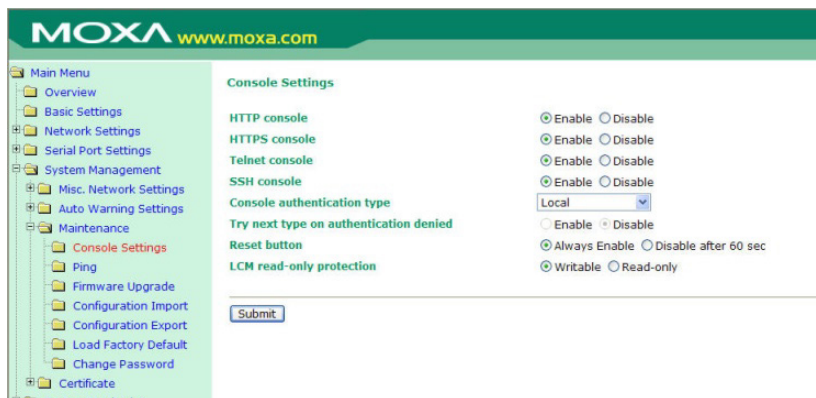 MOXA www.moxa.com
Main Menu
Overview
Basic Settings
Network Settings
Serial Port Settings
System Management
Misc. Network Settings
Auto Warning Settings
Maintenance
Console Settings
Ping
Firmware Upgrade
Configuration Import
Configuration Export
Load Factory Default
Change Password
Certificate
Console Settings
HTTP console Enable Disable
HTTPS console Enable Disable
Telnet console Enable Disable
SSH console Enable Disable
Console authentication type Local
Try next type on authentication denied Enable Disable
Reset button Always Enable Disable after 60 sec
LCM read-only protection Writable Read-only
Submit